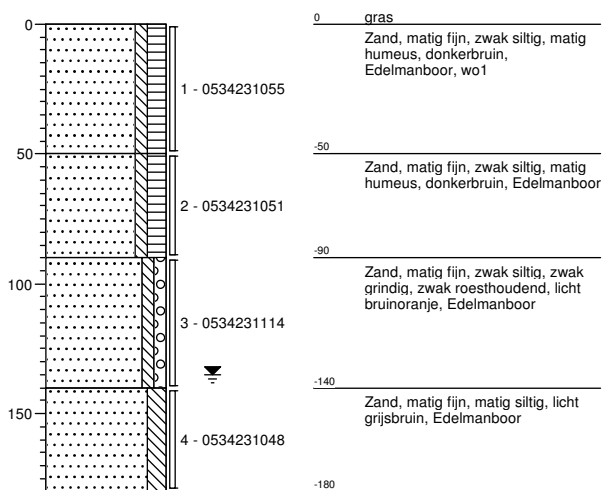 0
0 gras
Zand, matig fijn, zwak siltig, matig
humeus, donkerbruin,
Edelmanboor, wo1
1 - 0534231055
50
-50
Zand, matig fijn, zwak siltig, matig
humeus, donkerbruin, Edelmanboor
2 - 0534231051
-90
Zand, matig fijn, zwak siltig, zwak
grindig, zwak roesthoudend, licht
bruinoranje, Edelmanboor
100
3 - 0534231114
-140
Zand, matig fijn, matig siltig, licht
grijsbruin, Edelmanboor
150
4 - 0534231048
-180